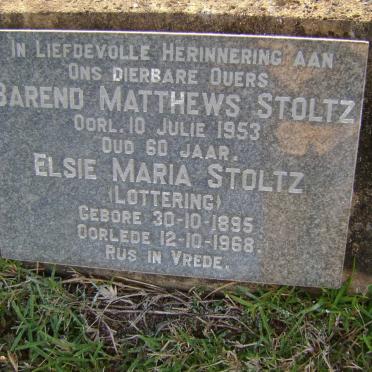 In Liefdevolle Herinnering aan
Ons dierbare Ouers
Barend Matthews Stoltz
Oorl. 10 Julie 1953
Oud 60 jaar.
Elsie Maria Stoltz
(Lottering)
Gebore 30-10-1895
Oorlede 12-10-1968.
Rus in Vrede.